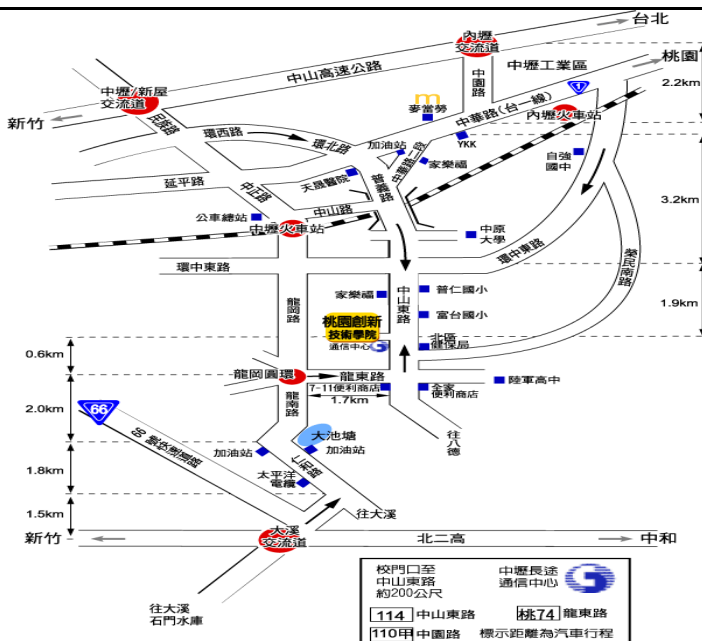 台北
內壢
交流道
中壢工業區
桃園
中山高速公路
中園路
2.2km
1
中壢/新屋
交流道
m
麥當勞
中華路(台一線)
內壢火車站
新竹
民族路
環西路
環北路
加油站
YKK
中華路二段
家樂福
自強
國中
延平路
中正路
天晟醫院
普義路
3.2km
公車總站
中山路
中壢火車站
中原
大學
環中東路
環中東路
榮民南路
龍岡路
家樂福
中山東路
普仁國小
1.9km
桃園創新
技術學院
富台國小
通信中心
北區
健保局
0.6km
龍岡圓環
龍東路
陸軍高中
7-11便利商店
全家
便利商店
1.7km
龍南路
2.0km
66
大池塘
往八德
加油站
加油站
1.8km
太平洋
電纜
1.5km
往大溪
新竹
大溪
交流道
北二高
中和
校門口至
中山東路
約200公尺
中壢長途
通信中心
往大溪
石門水庫
114 中山東路
桃74 龍東路
110甲 中園路
標示距離為汽車行程